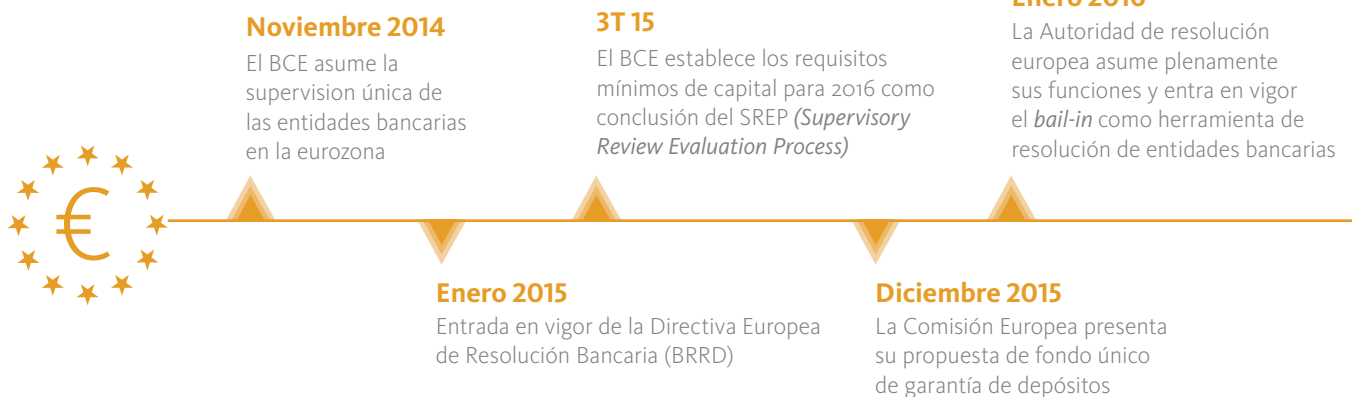 Noviembre 2014
El BCE asume la
supervision única de
las entidades bancarias
en la eurozona
Enero 2015
Entrada en vigor de la Directiva Europea
de Resolución Bancaria (BRRD)
3T 15
El BCE establece los requisitos
mínimos de capital para 2016 como
conclusión del SREP (Supervisory
Review Evaluation Process)
Diciembre 2015
La Comisión Europea presenta
su propuesta de fondo único
de garantía de depósitos
Enero 2016
La Autoridad de resolución
europea asume plenamente
sus funciones y entra en vigor
el bail-in como herramienta de
resolución de entidades bancarias
€